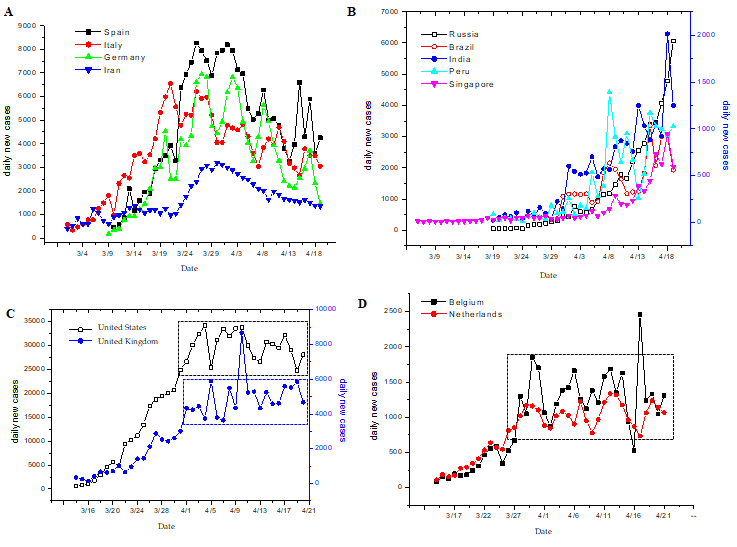 A
Spain
Italy
Germany
Iran
daily new cases
9000
8000
7000
6000
5000
4000
3000
2000
1000
0
3/4 3/9 3/14 3/19 3/24 3/29 4/3 4/8 4/13 4/18
Date
B
Russia
Brazil
India
Peru
Singapore
daily new cases
7000
6000
5000
4000
3000
2000
1000
0
2000
1500
1000
500
0
daily new cases
3/9 3/14 3/19 3/24 3/29 4/3 4/8 4/13 4/18
Date
C
United States
United Kingdom
daily new cases
35000
30000
25000
20000
15000
10000
5000
0
10000
8000
6000
4000
2000
0
daily new cases
3/16 3/20 3/24 3/28 4/1 4/5 4/9 4/13 4/17 4/21
Date
D
Belgium
Netherlands
daily new cases
2500
2000
1500
1000
500
0
3/17 3/22 3/27 4/1 4/6 4/11 4/16 4/21 --
Date